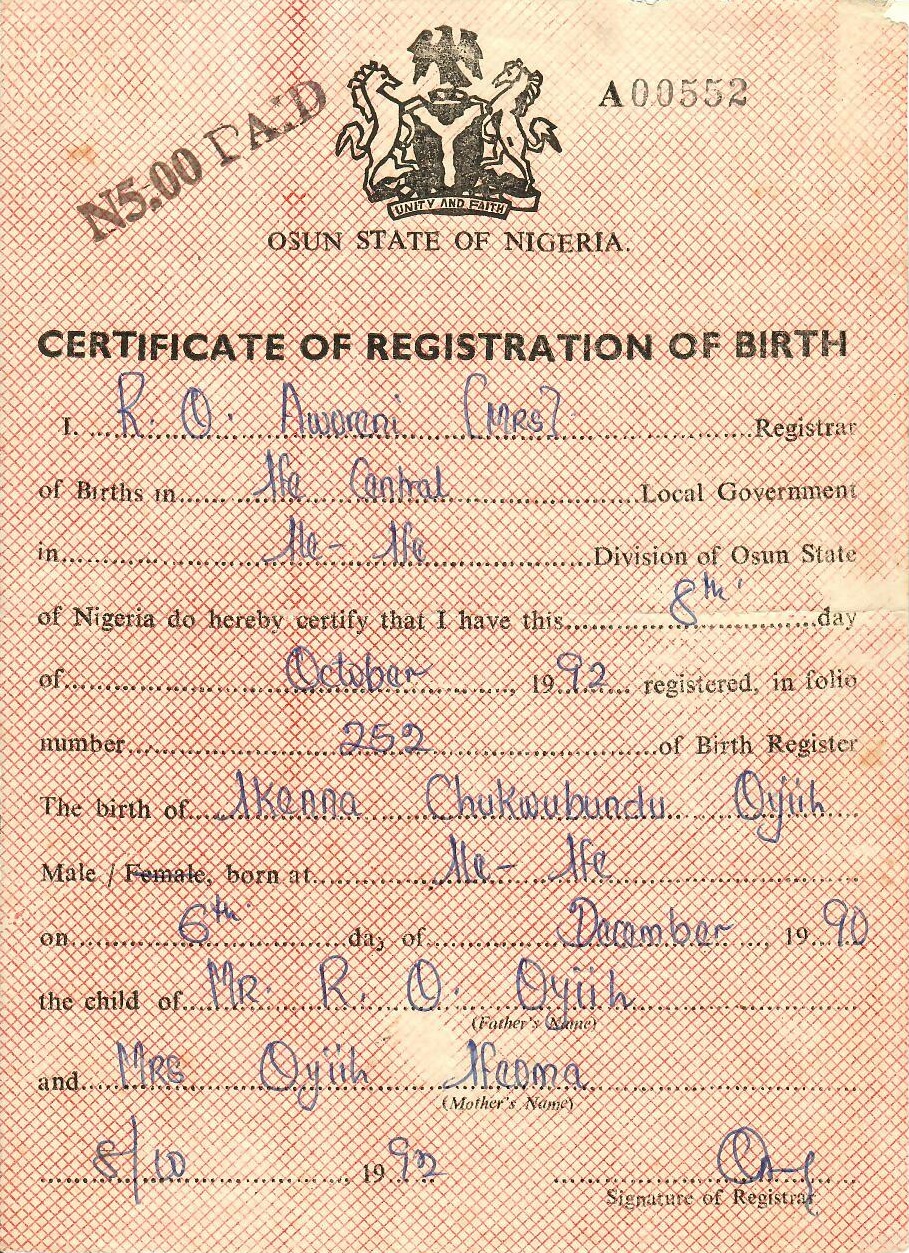 N5:00 PAID
A00552
UNITY AND FAITH
OSUN STATE OF NIGERIA.
CERTIFICATE OF REGISTRATION OF BIRTH
I. R. O. Aworeni (MRS). Registrar
of Births in Ife Central Local Government
in Ile - Ife Division of Osun State
of Nigeria do hereby certify that I have this 8th day
of October 1992 registered, in folio
number 252 of Birth Register
The birth of Ikenna Chukwubundu Ojiih
Male / Female, born at Ile - Ife
on 6th day of December, 1990
the child of MR. R. O. Ojiih
(Father's Name)
and MRS Ojiih Ifeoma
(Mother's Name)
8/10 1992
Signature of Registrar